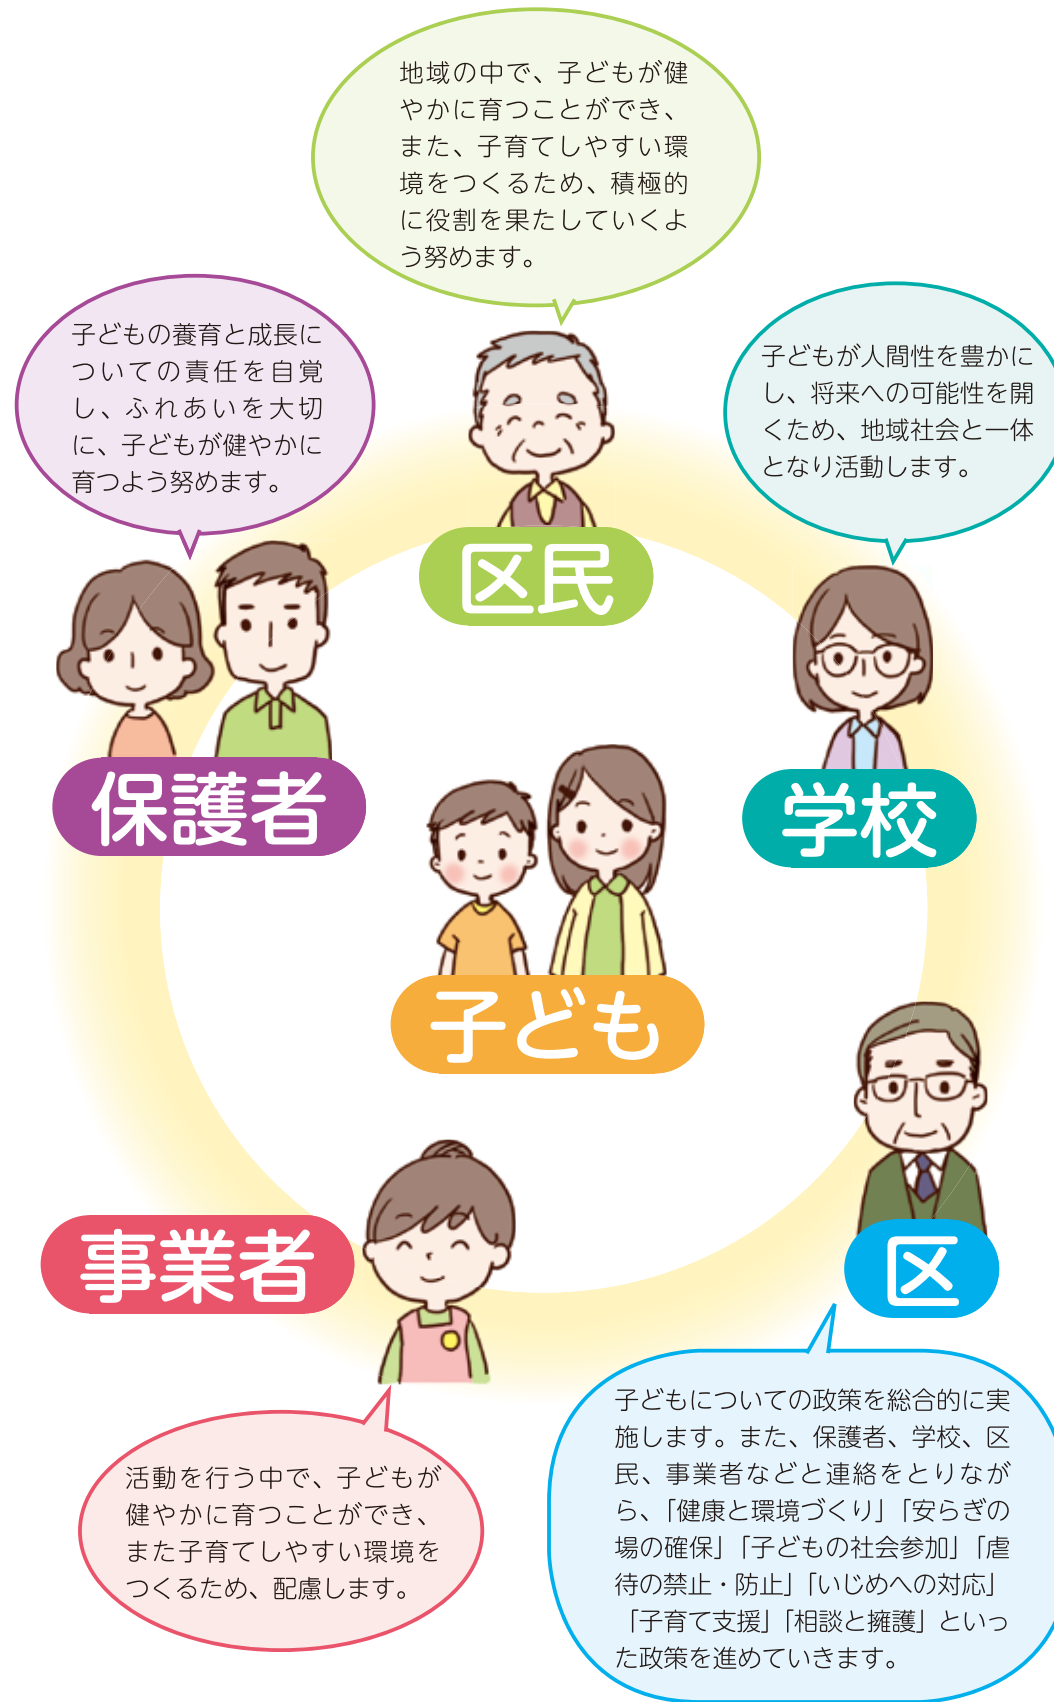 地域の中で、子どもが健
やかに育つことができ、
また、子育てしやすい環
境をつくるため、積極的
に役割を果たしていくよ
う努めます。
区民
子どもの養育と成長に
ついての責任を自覚
し、ふれあいを大切
に、子どもが健やかに
育つよう努めます。
保護者
子どもが人間性を豊かに
し、将来への可能性を開
くため、地域社会と一体
となり活動します。
学校
子ども
事業者
活動を行う中で、子どもが
健やかに育つことができ、
また子育てしやすい環境を
つくるため、配慮します。
区
子どもについての政策を総合的に実
施します。また、保護者、学校、区
民、事業者などと連絡をとりなが
ら、「健康と環境づくり」「安らぎの
場の確保」「子どもの社会参加」「虐
待の禁止・防止」「いじめへの対応」
「子育て支援」「相談と擁護」といっ
た政策を進めていきます。